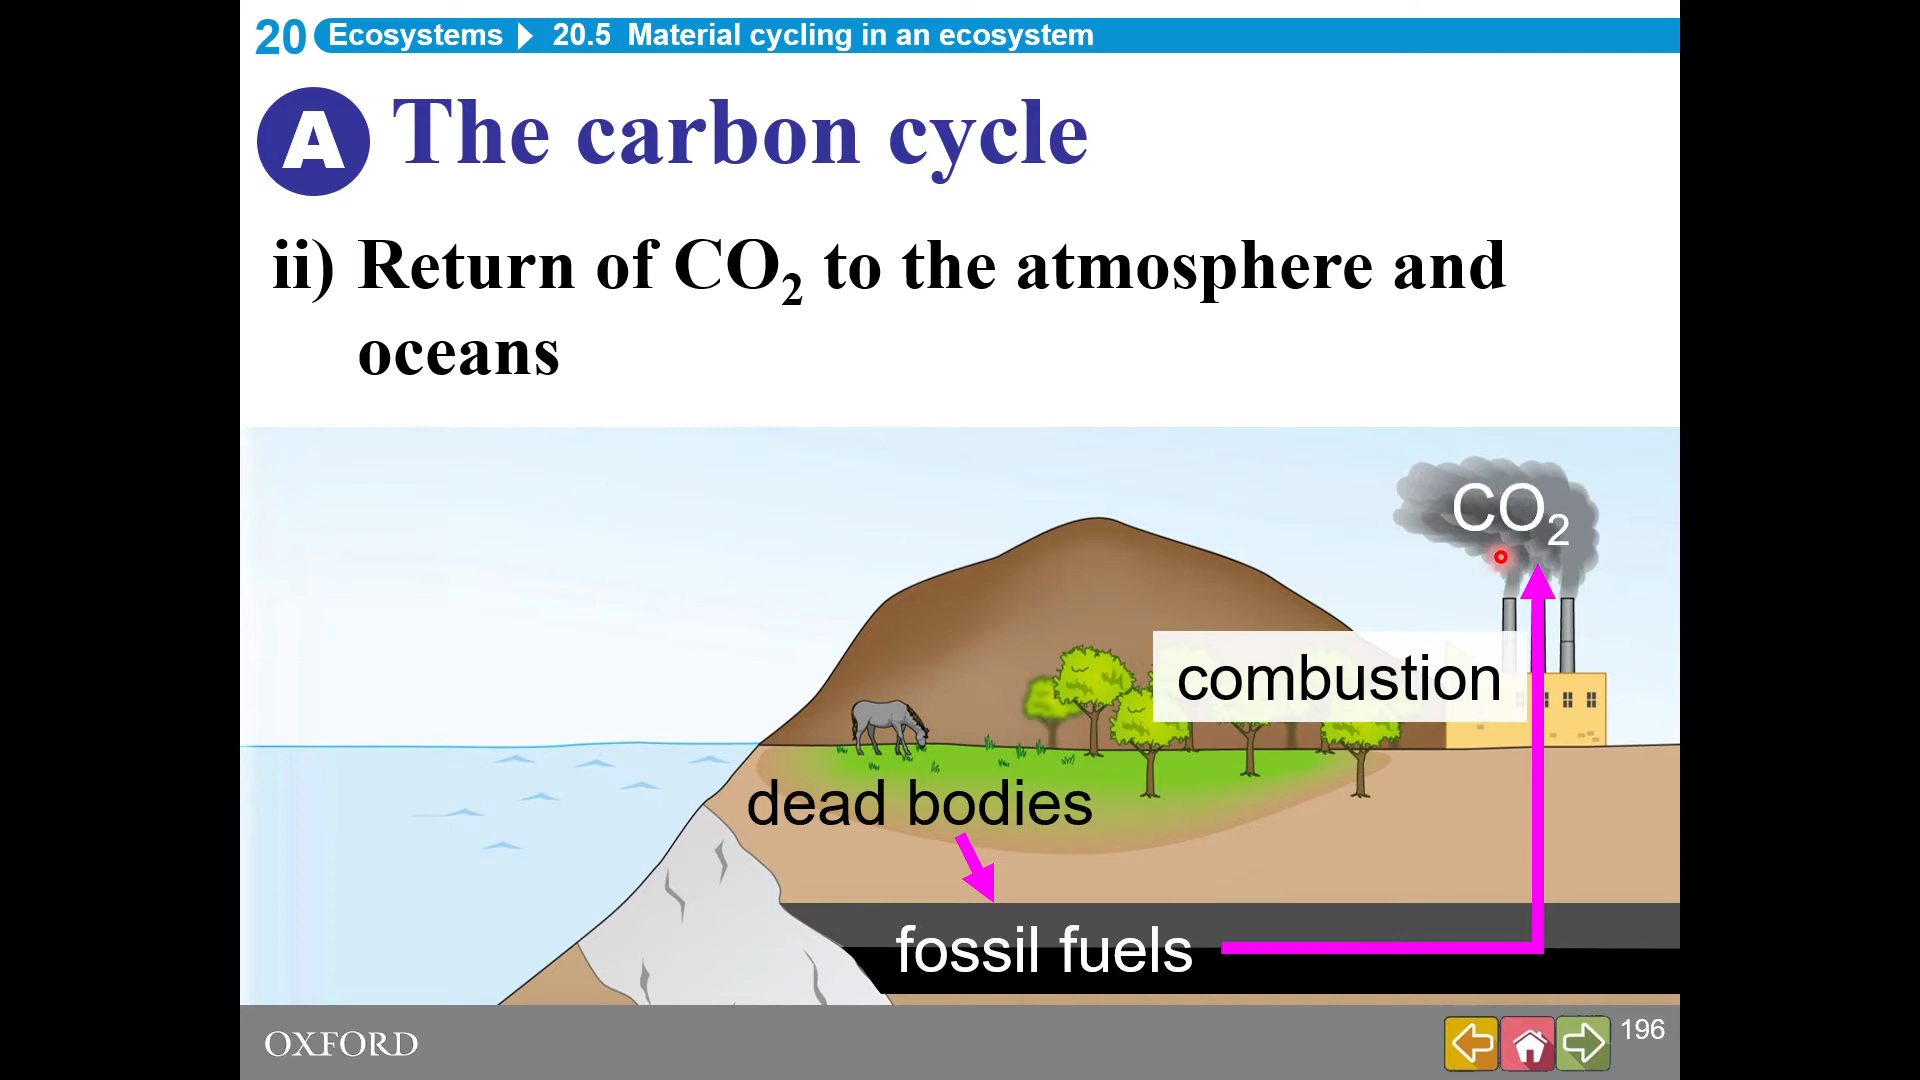 20 Ecosystems 20.5 Material cycling in an ecosystem
A The carbon cycle
ii) Return of CO₂ to the atmosphere and
oceans
CO₂
combustion
dead bodies
fossil fuels
OXFORD
196